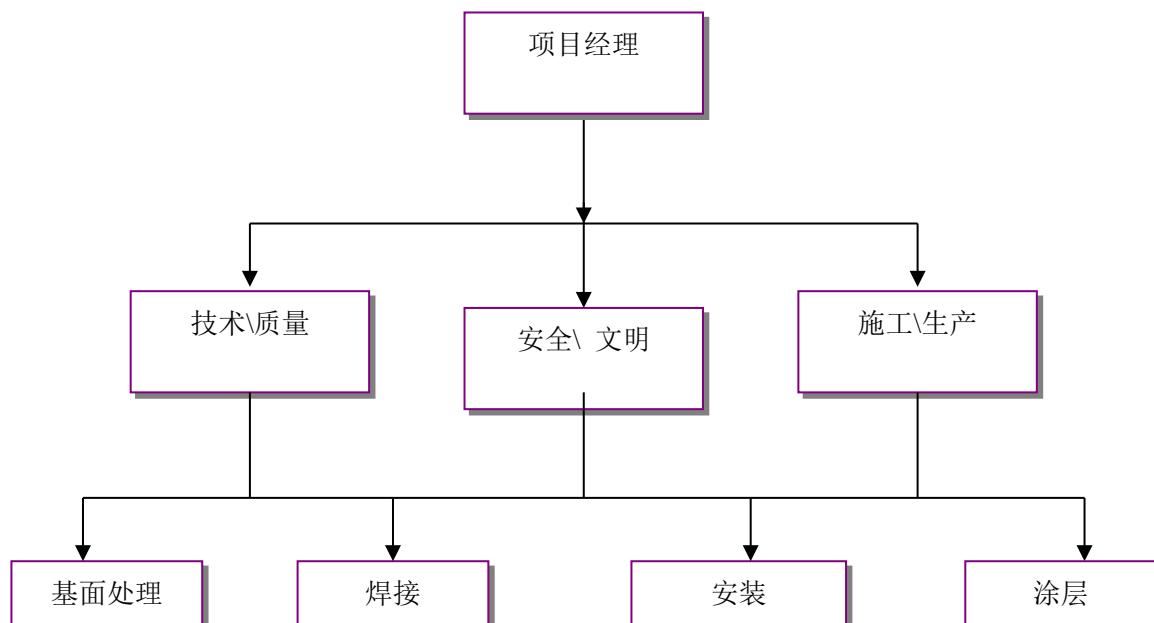 项目经理
技术\质量
安全\ 文明
施工\生产
基面处理
焊接
安装
涂层